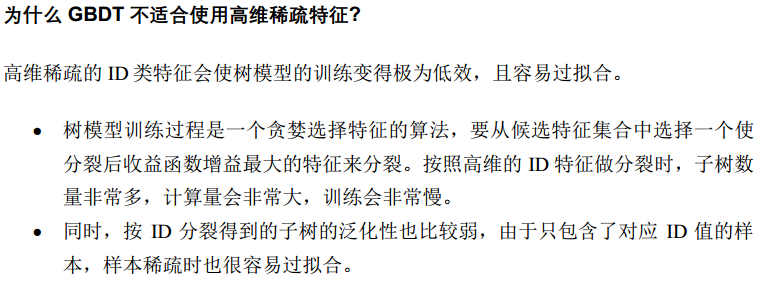 为什么 GBDT 不适合使用高维稀疏特征?
高维稀疏的 ID 类特征会使树模型的训练变得极为低效，且容易过拟合。
• 树模型训练过程是一个贪婪选择特征的算法，要从候选特征集合中选择一个使
分裂后收益函数增益最大的特征来分裂。按照高维的 ID 特征做分裂时，子树数
量非常多，计算量会非常大，训练会非常慢。
• 同时，按 ID 分裂得到的子树的泛化性也比较弱，由于只包含了对应 ID 值的样
本，样本稀疏时也很容易过拟合。